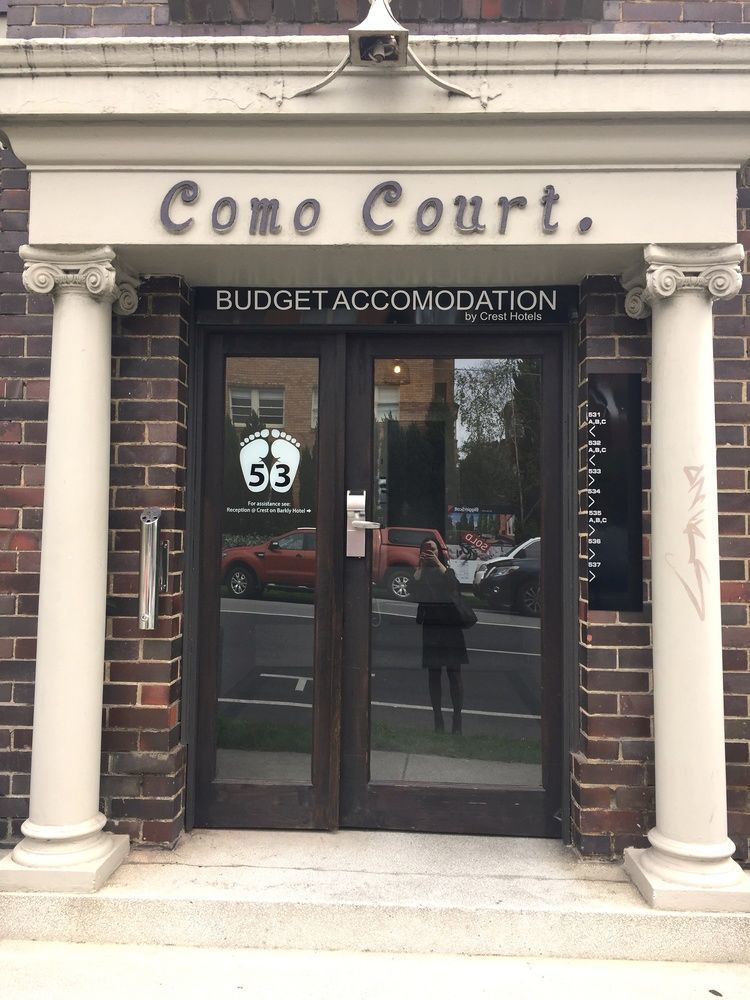 Como Court.
BUDGET ACCOMODATION
by Crest Hotels
53
For assistance see:
Reception @ Crest on Barkly Hotel ➡
531
A,B,C
<
532
A,B,C
<
533
>
534
>
535
A,B,C
>
536
>
537
>
SOLD